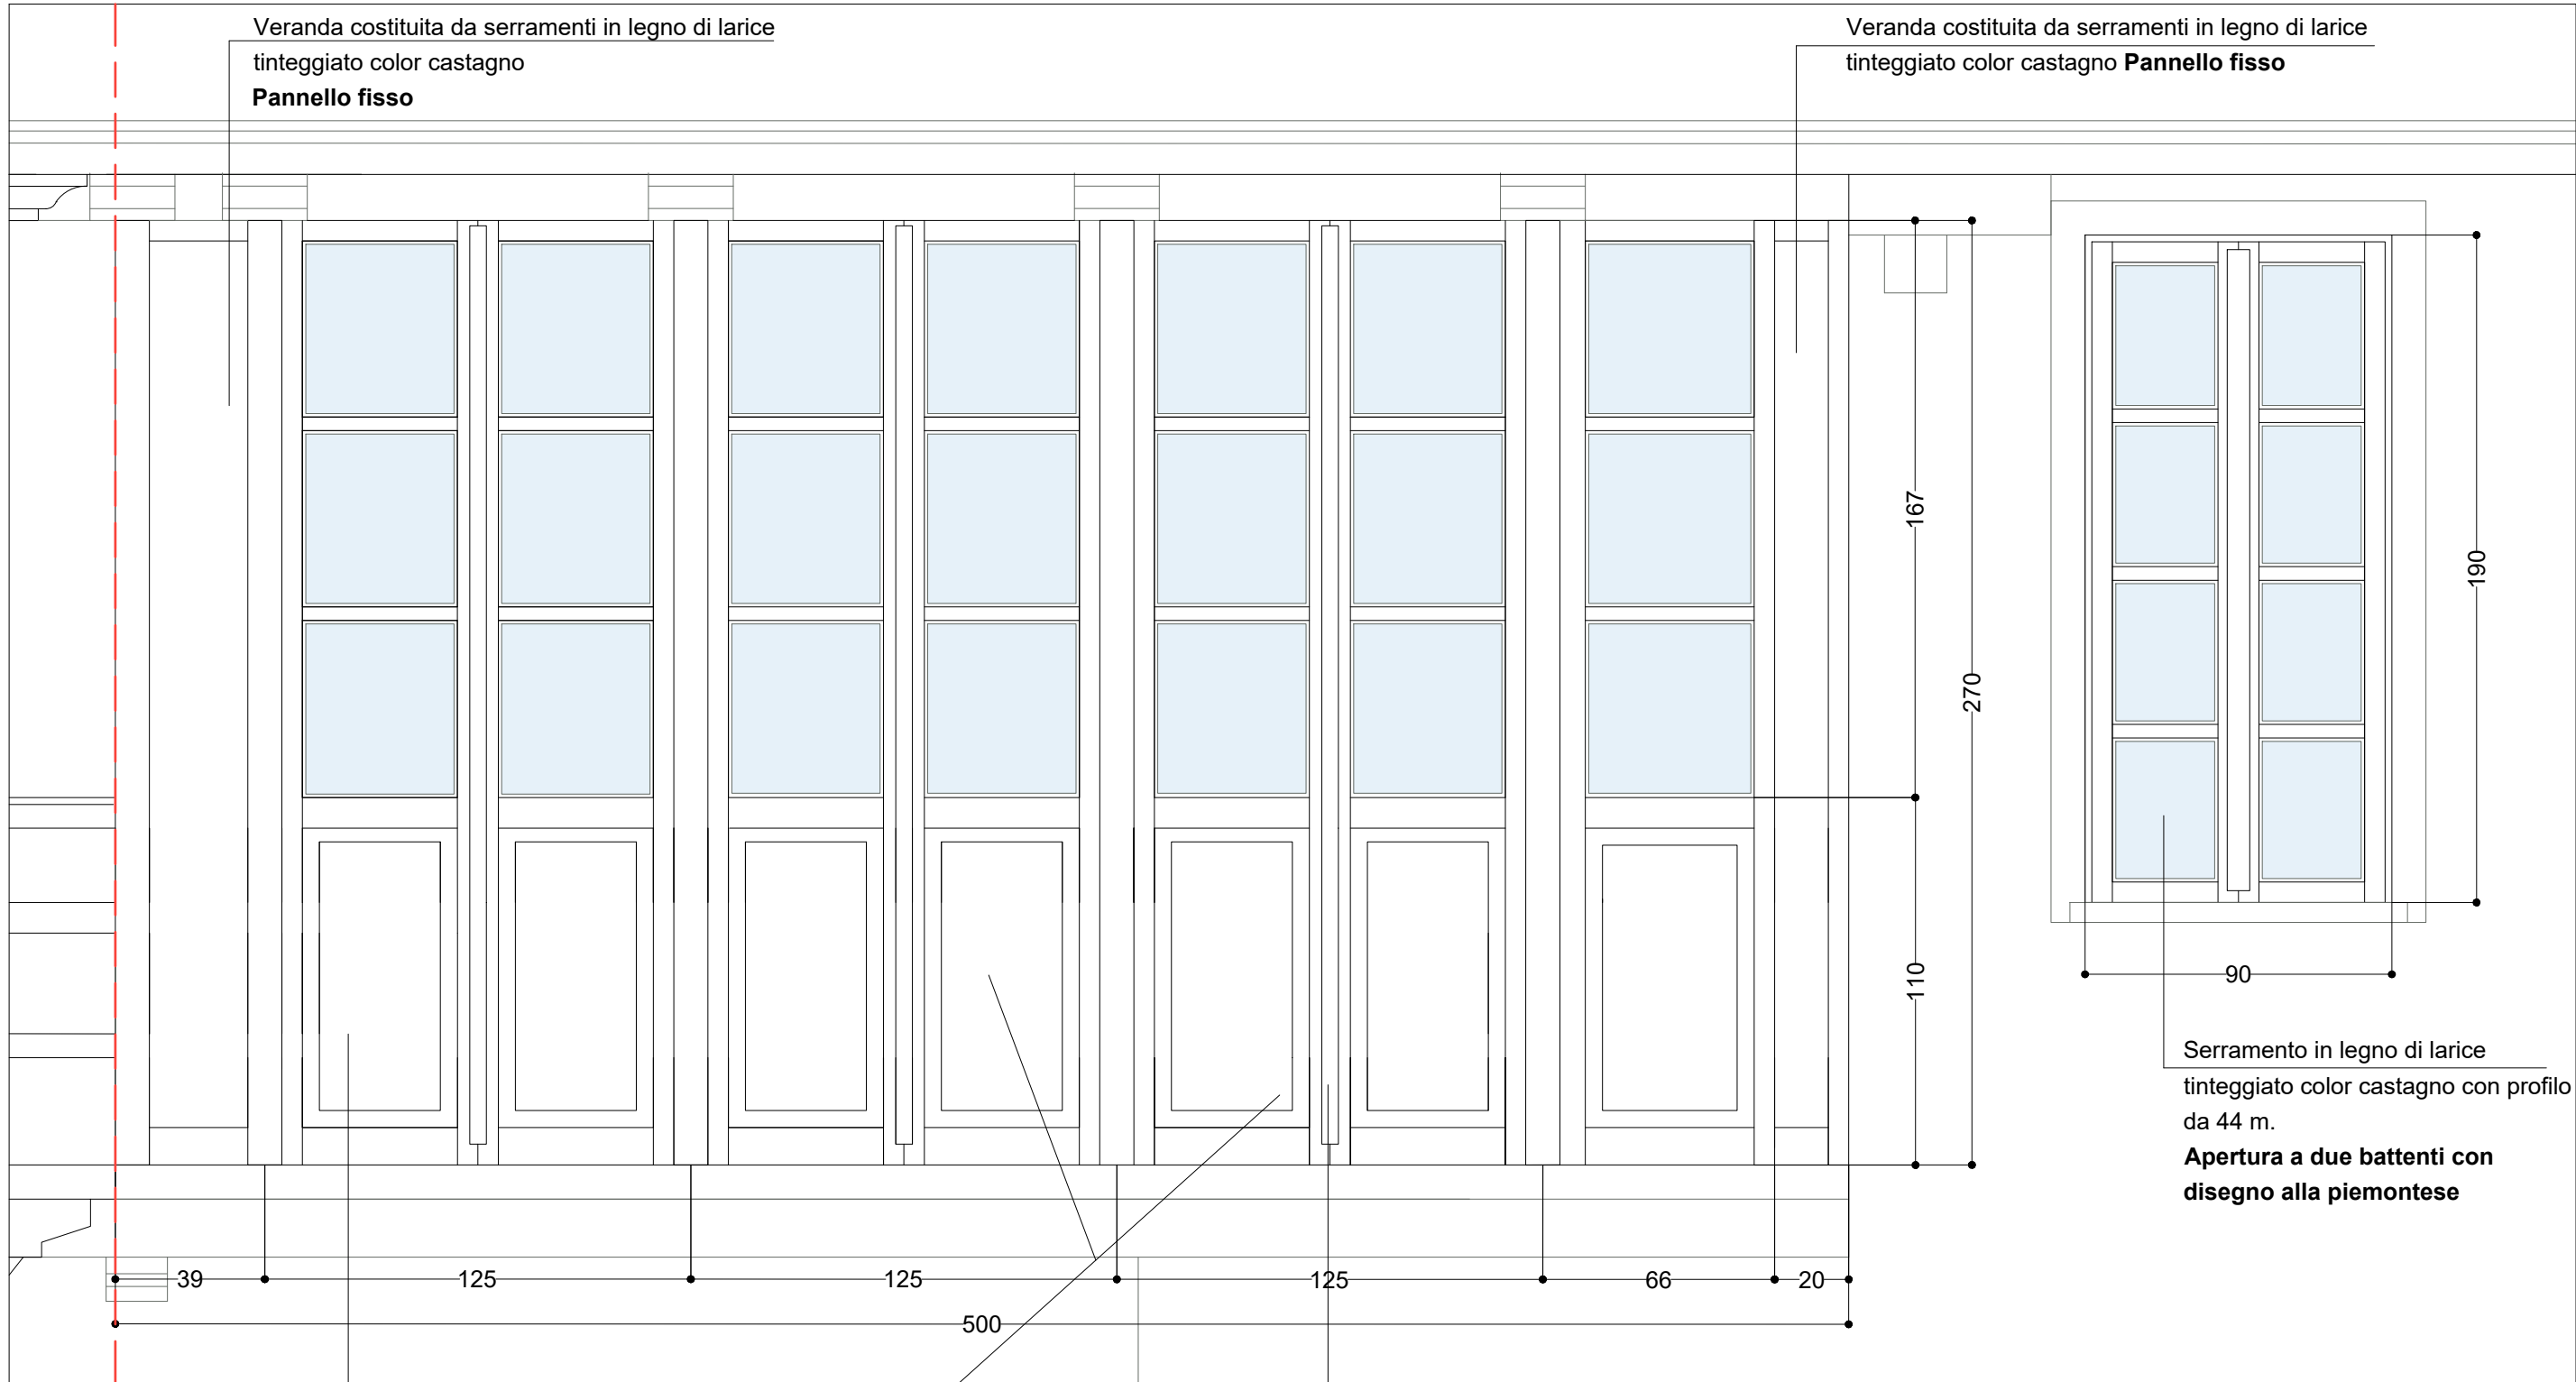 Veranda costituita da serramenti in legno di larice
tinteggiato color castagno
Pannello fisso
Veranda costituita da serramenti in legno di larice
tinteggiato color castagno Pannello fisso
167
270
110
190
90
Serramento in legno di larice
tinteggiato color castagno con profilo
da 44 m.
Apertura a due battenti con
disegno alla piemontese
39
125
125
125
66
20
500